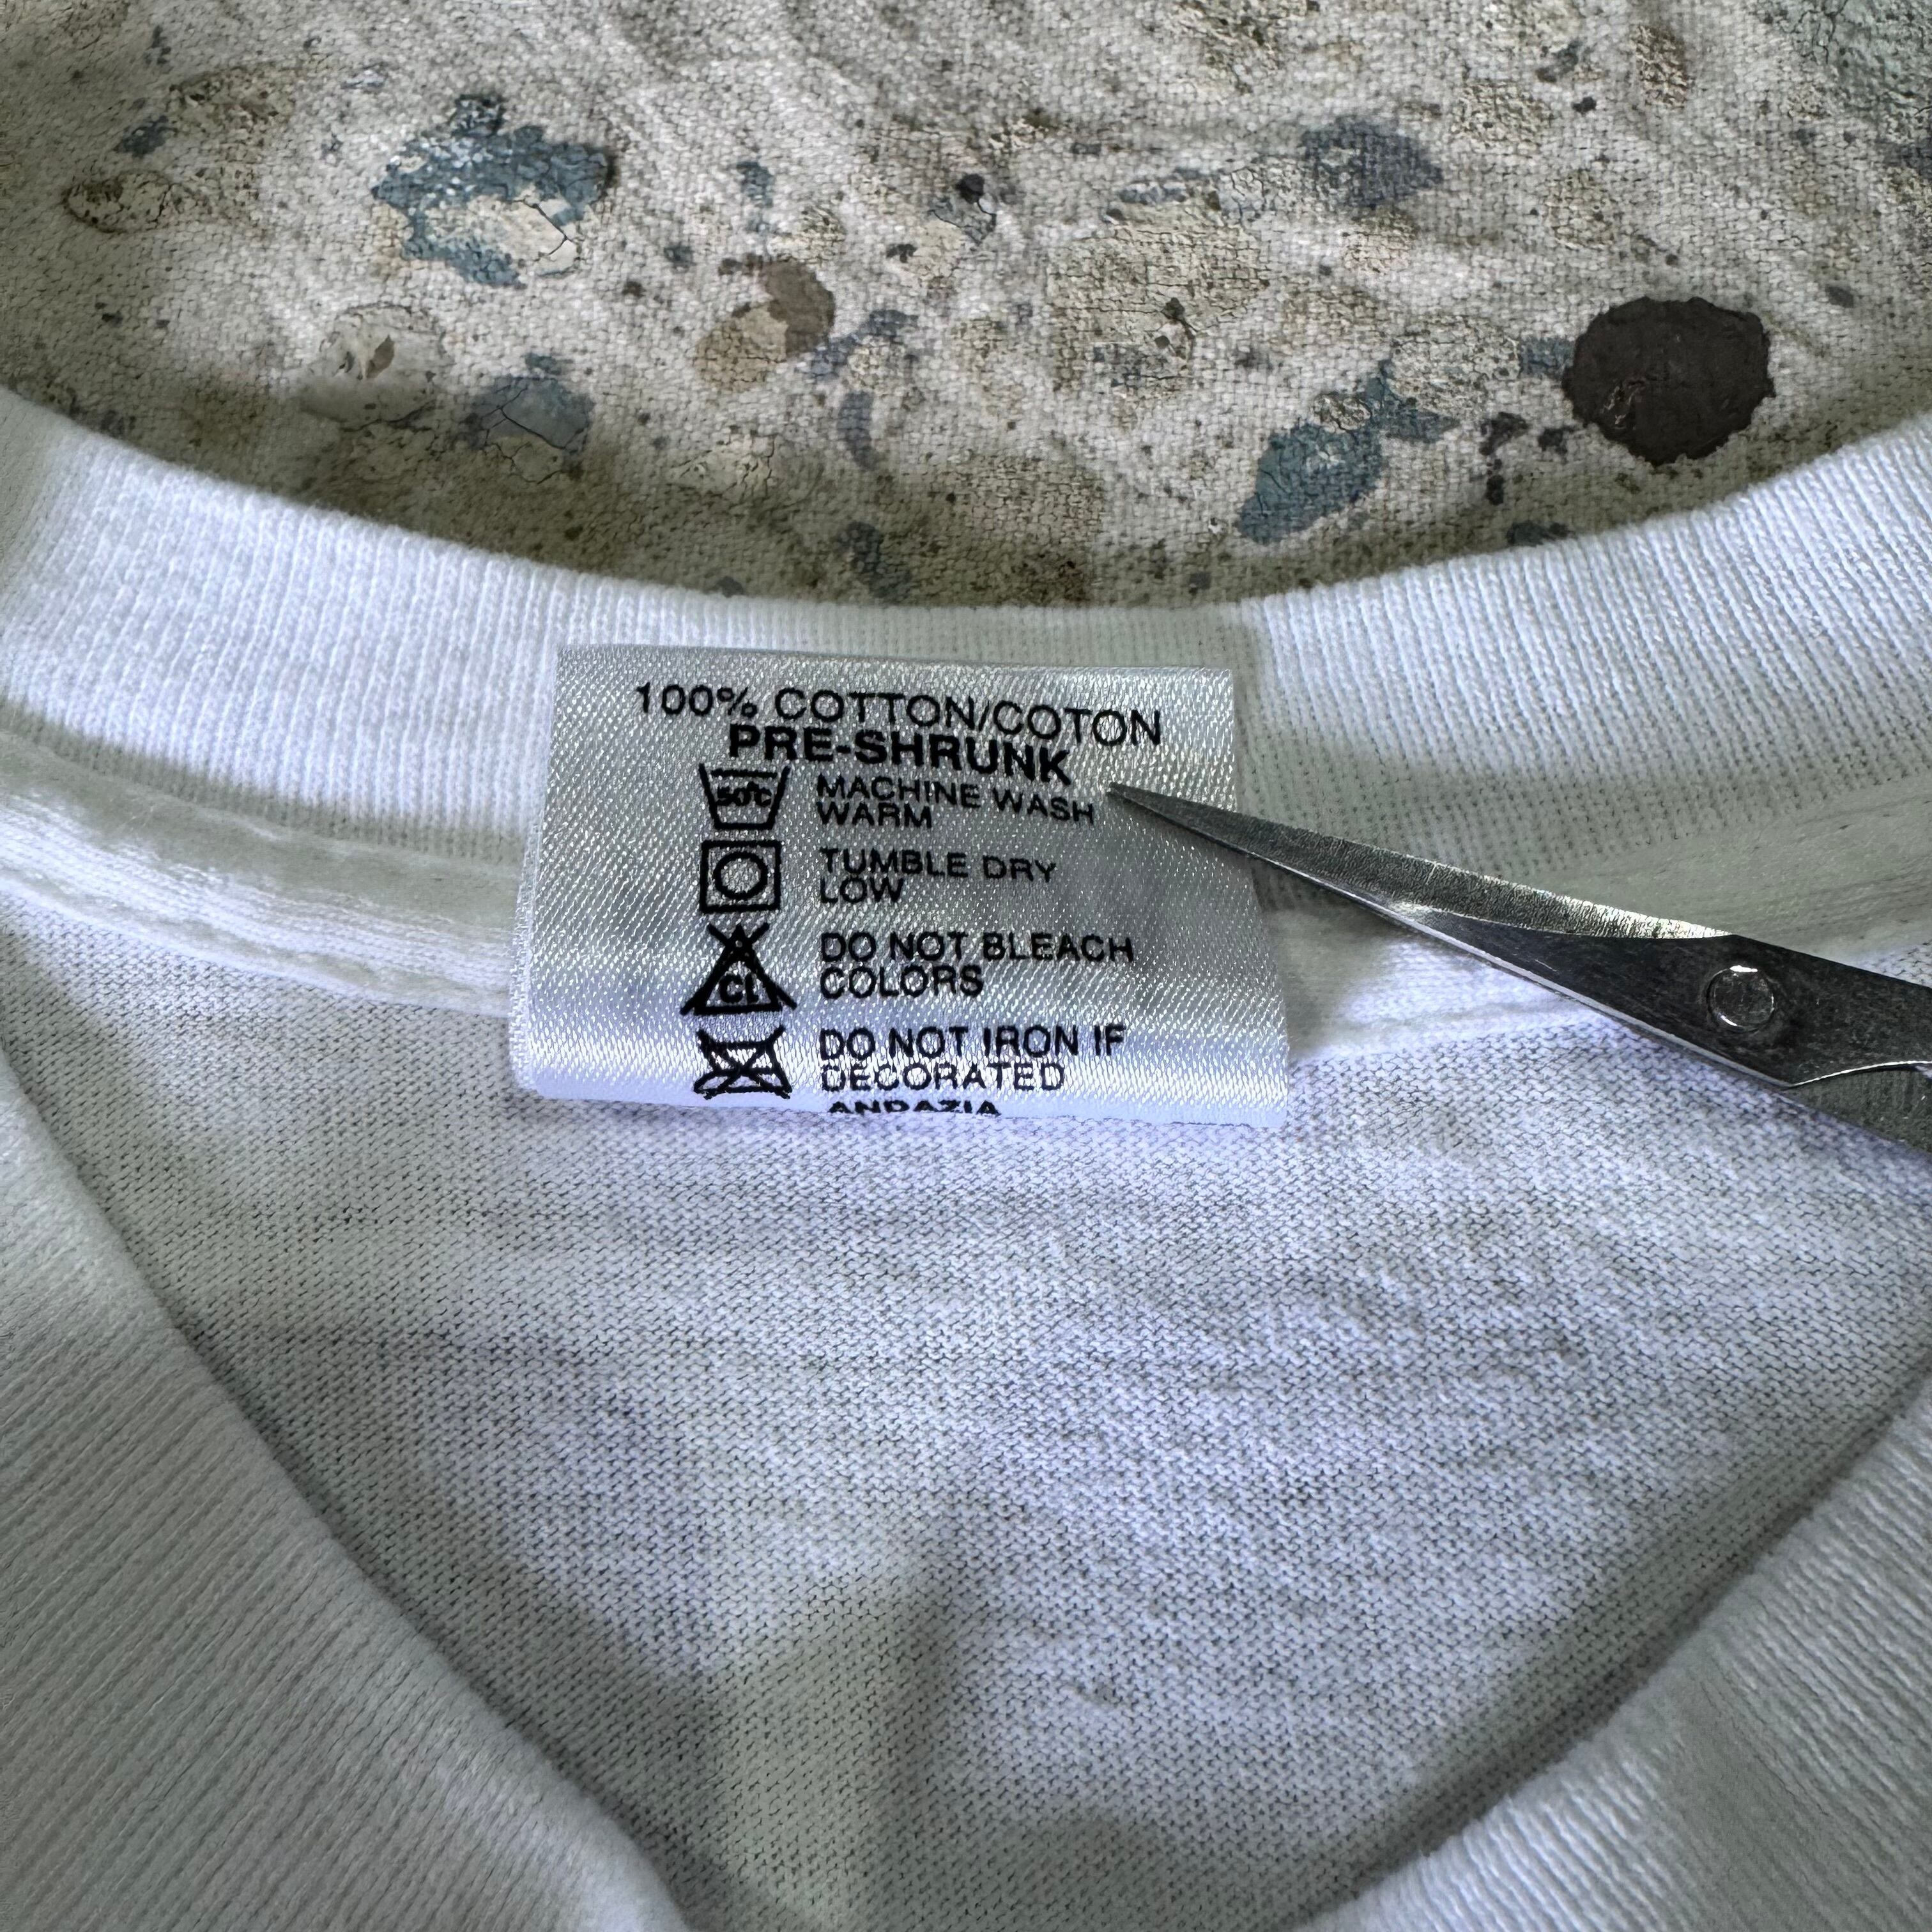 100% COTTON/COTON
PRE-SHRUNK
50°C MACHINE WASH
WARM
TUMBLE DRY
LOW
DO NOT BLEACH
CL COLORS
DO NOT IRON IF
DECORATED